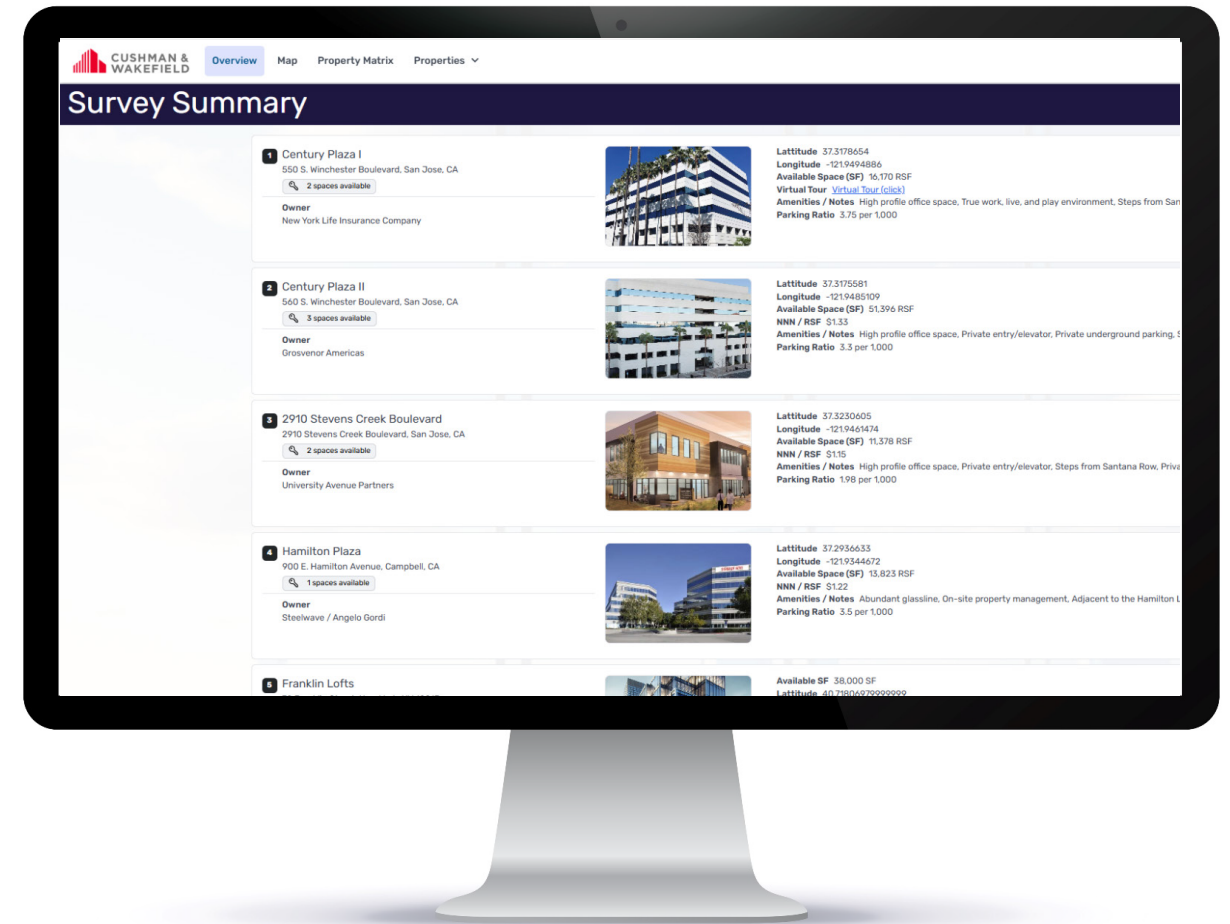 CUSHMAN &
WAKEFIELD
Overview Map Property Matrix Properties
Survey Summary
1 Century Plaza I
550 S. Winchester Boulevard, San Jose, CA
2 spaces available
Owner
New York Life Insurance Company
Lattitude 37.3178654
Longitude -121.9494886
Available Space (SF) 16,170 RSF
Virtual Tour Virtual Tour (click)
Amenities / Notes High profile office space, True work, live, and play environment, Steps from San
Parking Ratio 3.75 per 1,000
2 Century Plaza II
560 S. Winchester Boulevard, San Jose, CA
3 spaces available
Owner
Grosvenor Americas
Lattitude 37.3175581
Longitude -121.9485109
Available Space (SF) 51,396 RSF
NNN / RSF $1.33
Amenities / Notes High profile office space, Private entry/elevator, Private underground parking, S
Parking Ratio 3.3 per 1,000
3 2910 Stevens Creek Boulevard
2910 Stevens Creek Boulevard, San Jose, CA
2 spaces available
Owner
University Avenue Partners
Lattitude 37.3230605
Longitude -121.9461474
Available Space (SF) 11,378 RSF
NNN / RSF $1.15
Amenities / Notes High profile office space, Private entry/elevator, Steps from Santana Row, Priva
Parking Ratio 1.98 per 1,000
4 Hamilton Plaza
900 E. Hamilton Avenue, Campbell, CA
1 spaces available
Owner
Steelwave / Angelo Gordi
Lattitude 37.2936633
Longitude -121.9344672
Available Space (SF) 13,823 RSF
NNN / RSF $1.22
Amenities / Notes Abundant glassline, On-site property management, Adjacent to the Hamilton L
Parking Ratio 3.5 per 1,000
5 Franklin Lofts
Available SF 38,000 SF
Lattitude 40.71806979999999